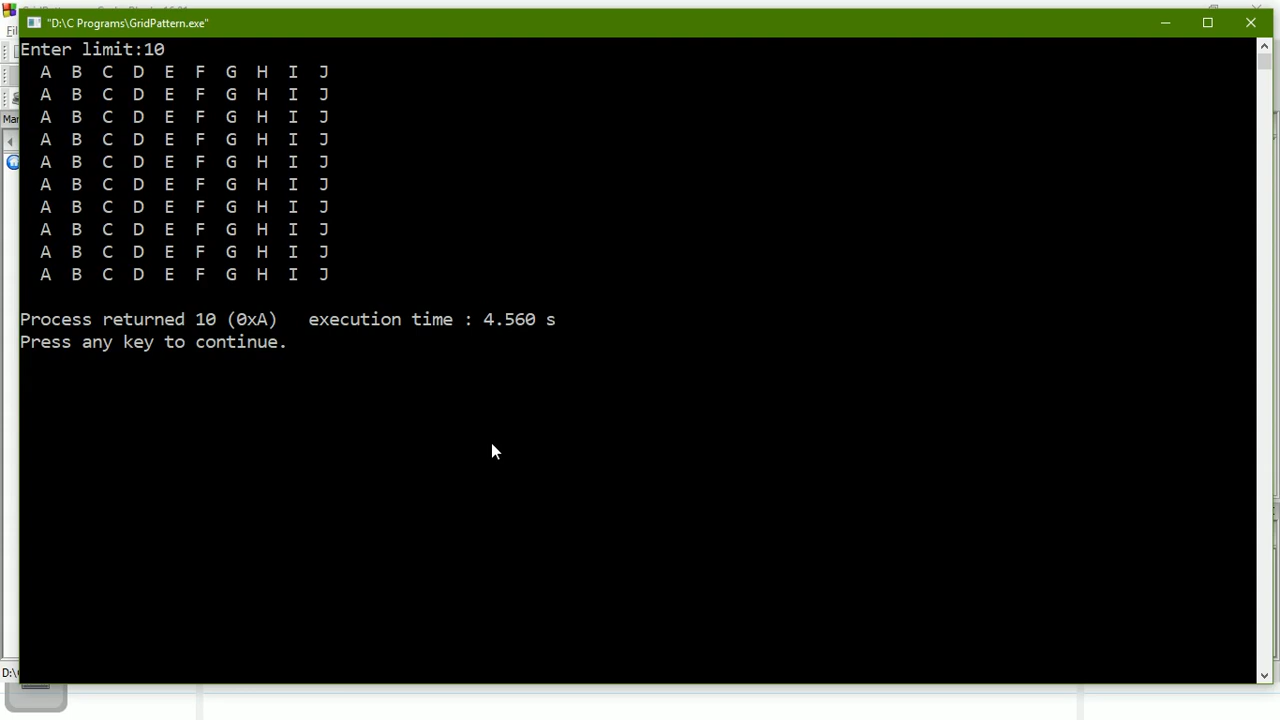 "D:\C Programs\GridPattern.exe"
Enter limit:10
A B C D E F G H I J
A B C D E F G H I J
A B C D E F G H I J
A B C D E F G H I J
A B C D E F G H I J
A B C D E F G H I J
A B C D E F G H I J
A B C D E F G H I J
A B C D E F G H I J
A B C D E F G H I J
Process returned 10 (0xA)   execution time : 4.560 s
Press any key to continue.